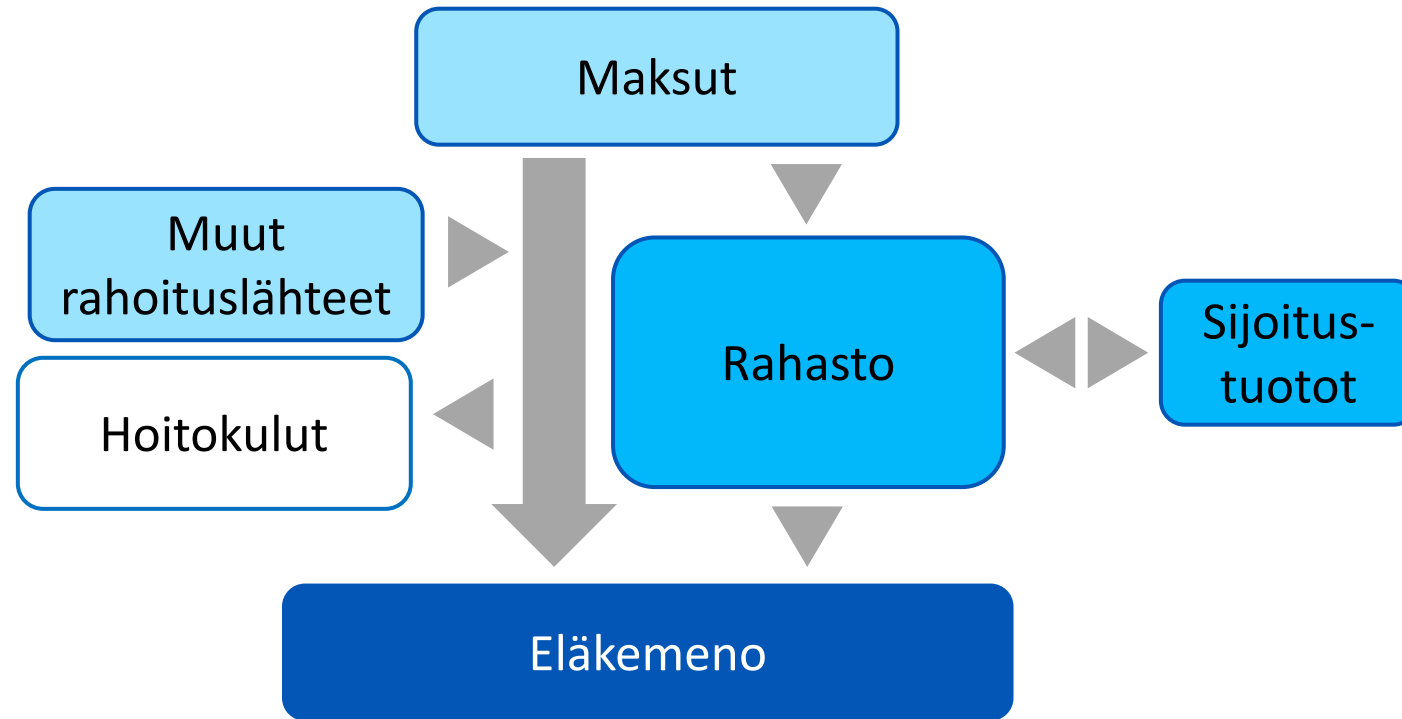 Maksut
Muut
rahoituslähteet
Hoitokulut
Rahasto
Sijoitus-
tuotot
Eläkemeno